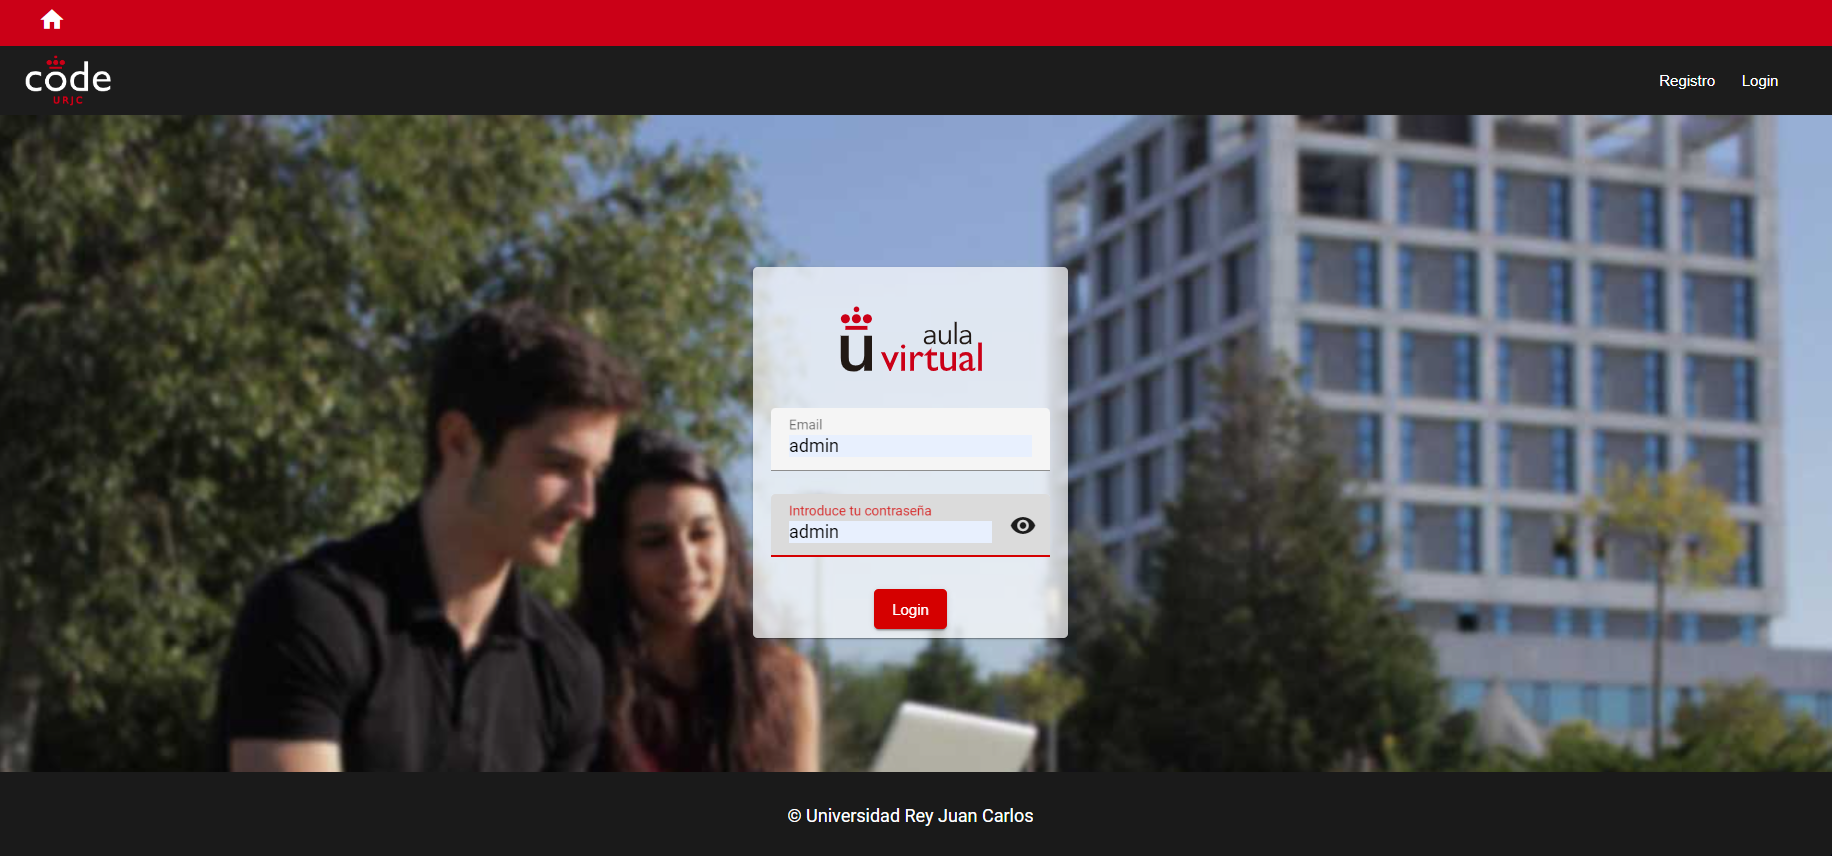 code
URJC
Registro
Login
aula
u virtual
Email
admin
Introduce tu contraseña
admin
Login
© Universidad Rey Juan Carlos